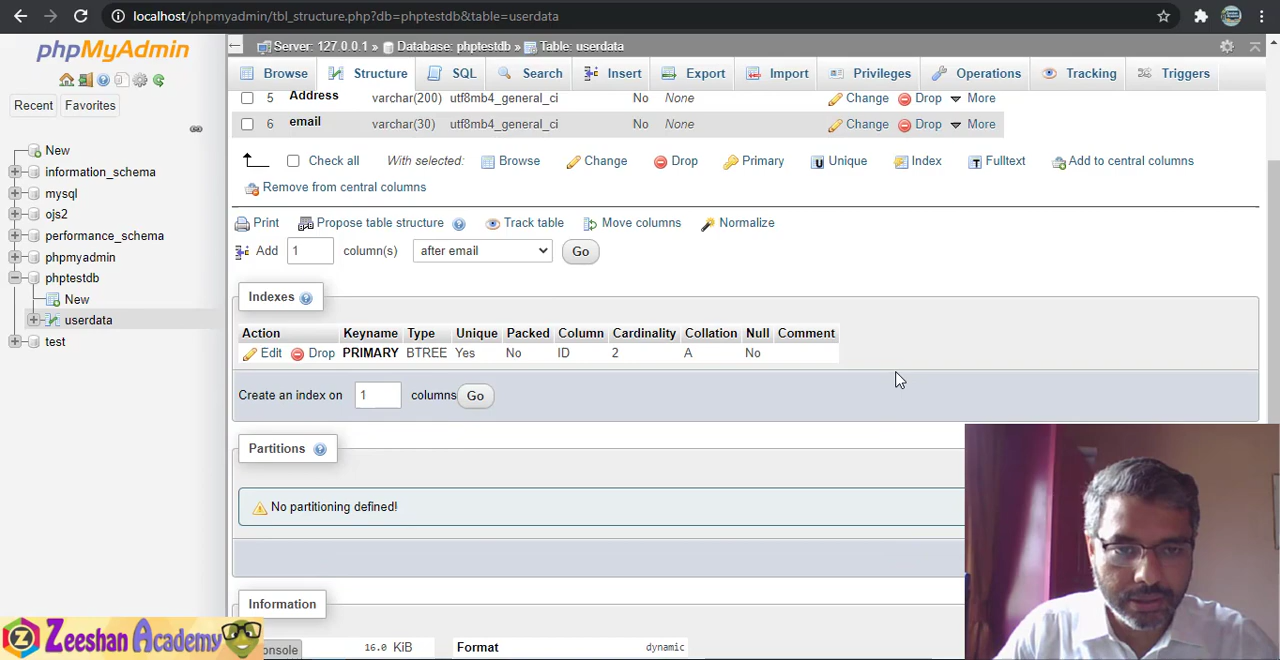 localhost/phpmyadmin/tbl_structure.php?db=phptestdb&table=userdata
phpMyAdmin
Recent Favorites
New
information_schema
mysql
ojs2
performance_schema
phpmyadmin
phptestdb
New
userdata
test
Server: 127.0.0.1 » Database: phptestdb » Table: userdata
Browse Structure SQL Search Insert Export Import Privileges Operations Tracking Triggers
5 Address varchar(200) utf8mb4_general_ci No None Change Drop More
6 email varchar(30) utf8mb4_general_ci No None Change Drop More
Check all With selected: Browse Change Drop Primary Unique Index Fulltext Add to central columns
Remove from central columns
Print Propose table structure Track table Move columns Normalize
Add 1 column(s) after email Go
Indexes
Action Keyname Type Unique Packed Column Cardinality Collation Null Comment
Edit Drop PRIMARY BTREE Yes No ID 2 A No
Create an index on 1 columns Go
Partitions
No partitioning defined!
Information
onsole 16.0 KiB Format dynamic
Zeeshan Academy